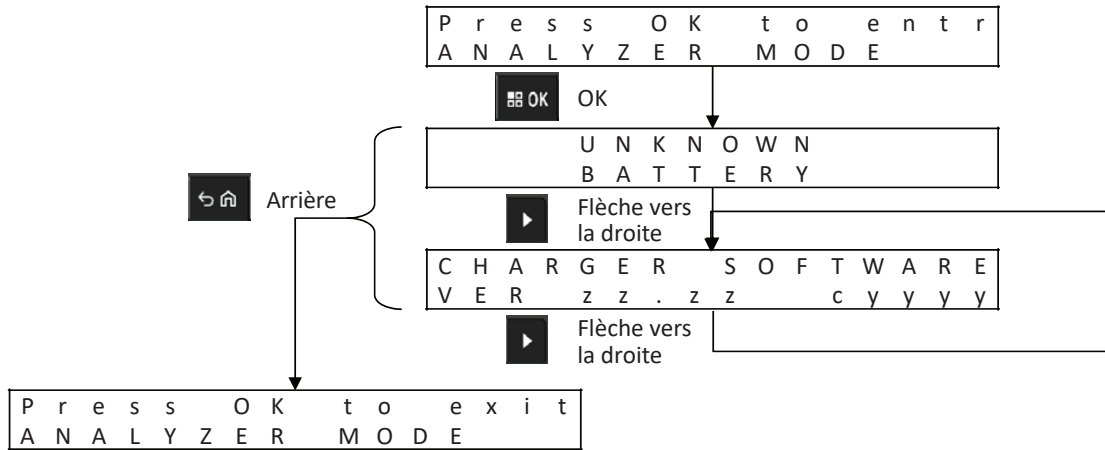 Press OK to entr
ANALYZER MODE
OK OK
UNKNOWN
BATTERY
Arrière
Flèche vers
la droite
CHARGER SOFTWARE
VER zz.zz cyyyy
Flèche vers
la droite
Press OK to exit
ANALYZER MODE